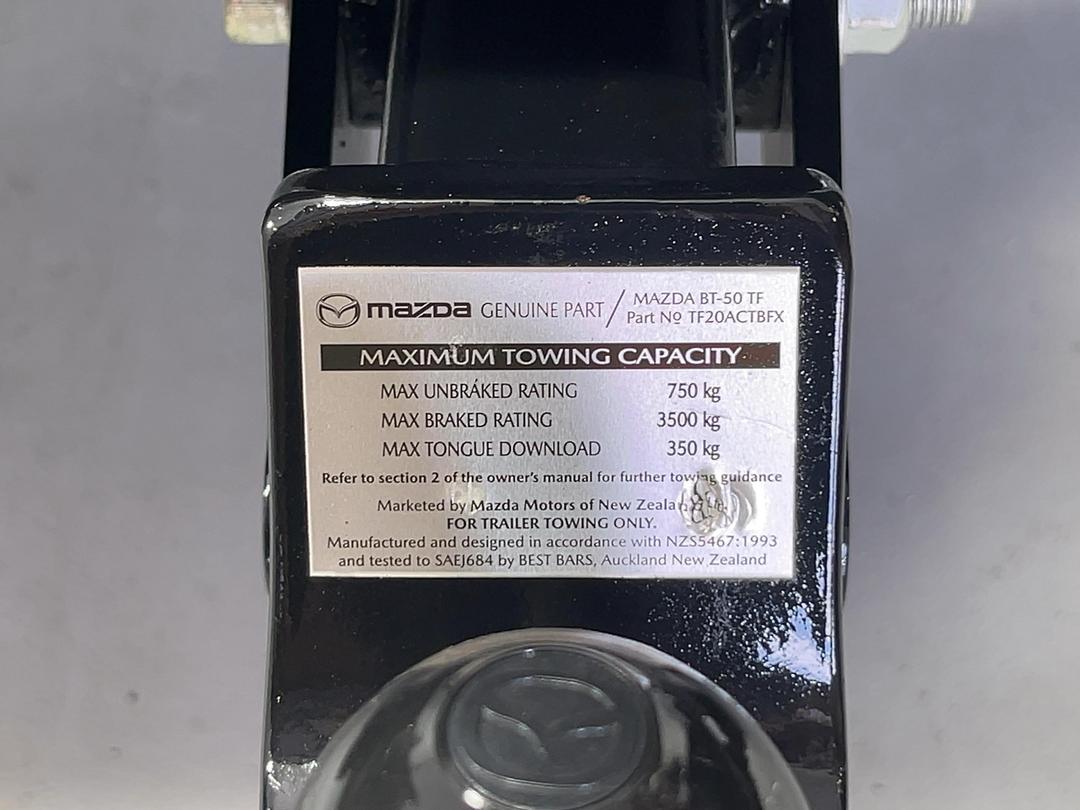 mazda GENUINE PART / MAZDA BT-50 TF
Part Nº TF20ACTBFX
MAXIMUM TOWING CAPACITY
MAX UNBRAKED RATING 750 kg
MAX BRAKED RATING 3500 kg
MAX TONGUE DOWNLOAD 350 kg
Refer to section 2 of the owner's manual for further towing guidance
Marketed by Mazda Motors of New
FOR TRAILER TOWING ONLY.
Manufactured and designed in accordance with NZS5467:1993
and tested to SAEJ684 by BEST BARS, Auckland New Zealand